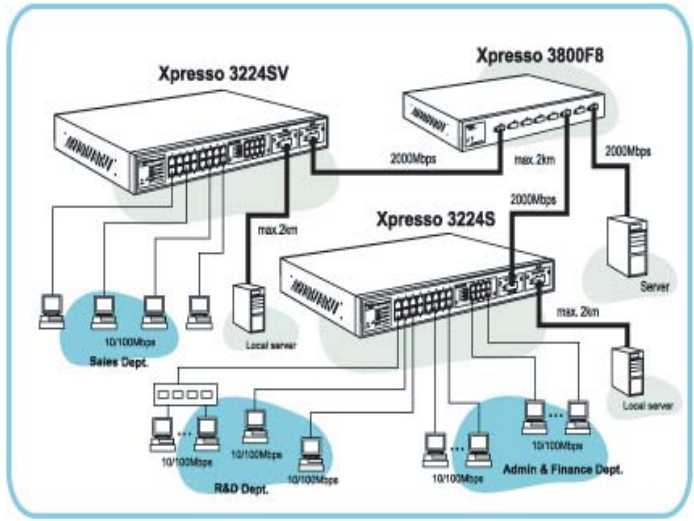 Xpresso 3800F8
Xpresso 3224SV
2000Mbps
max.2km
2000Mbps
2000Mbps
Xpresso 3224S
max.2km
Server
max. 2km
10/100Mbps
Local server
Sales Dept.
Local server
10/100Mbps
10/100Mbps
10/100Mbps
10/100Mbps
10/100Mbps
Admin & Finance Dept.
R&D Dept.